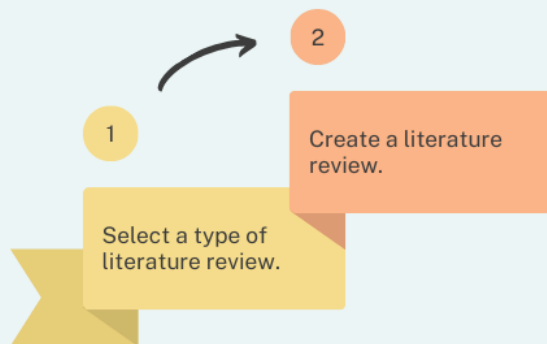 1
Select a type of
literature review.
2
Create a literature
review.